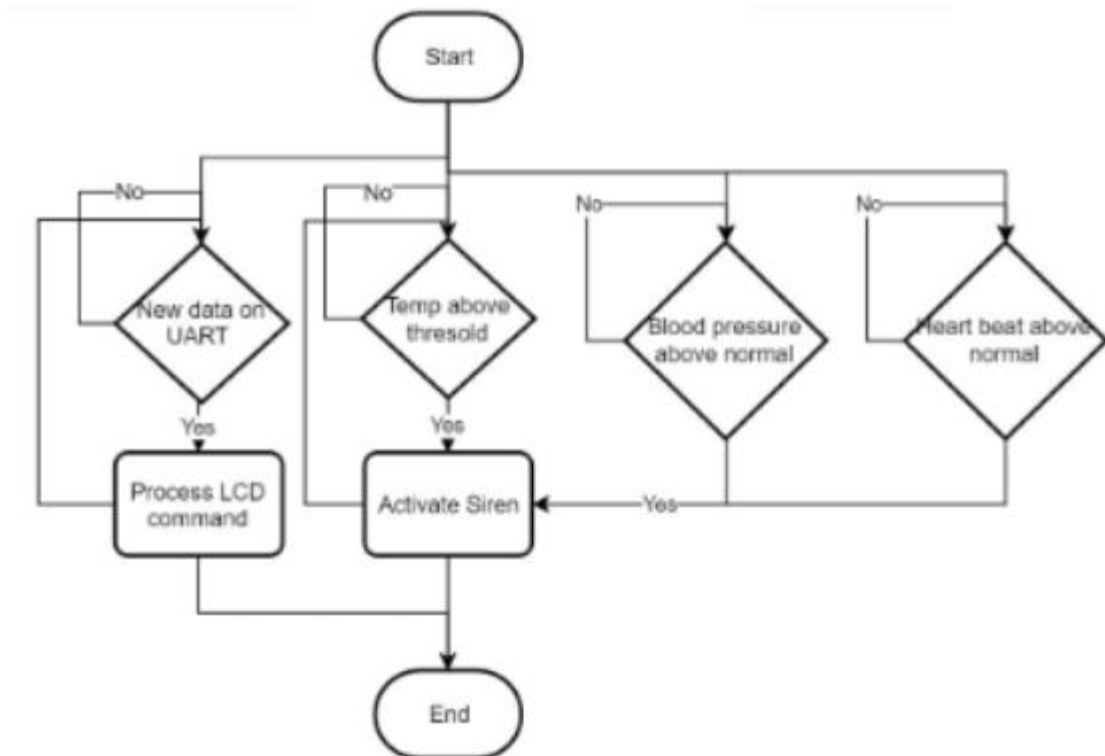 Start
No
No
No
No
New data on
UART
Temp above
thresold
Blood pressure
above normal
Heart beat above
normal
Yes
Yes
Process LCD
command
Activate Siren
Yes
End